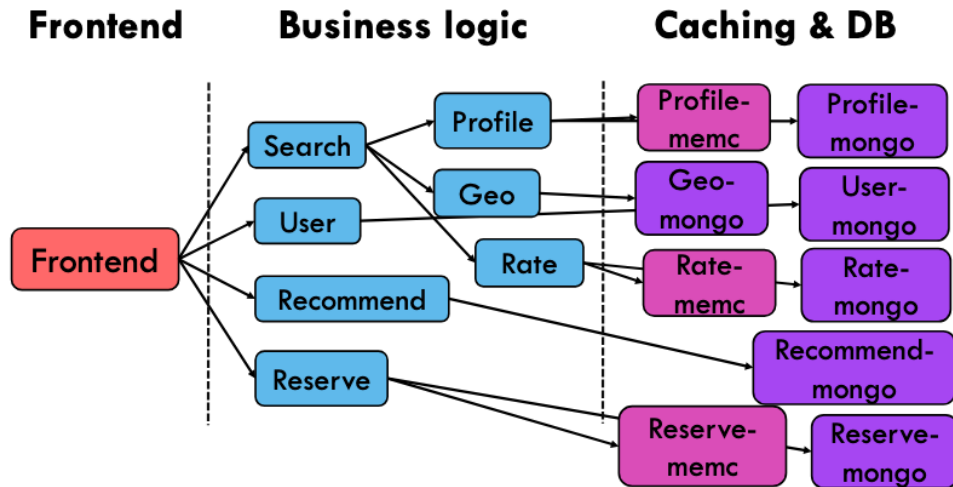 Frontend
Business logic
Caching & DB
Search
Profile
Profile-
memc
Profile-
mongo
Geo
Geo-
mongo
User
User-
mongo
Frontend
Rate
Rate-
memc
Rate-
mongo
Recommend
Recommend-
mongo
Reserve
Reserve-
memc
Reserve-
mongo